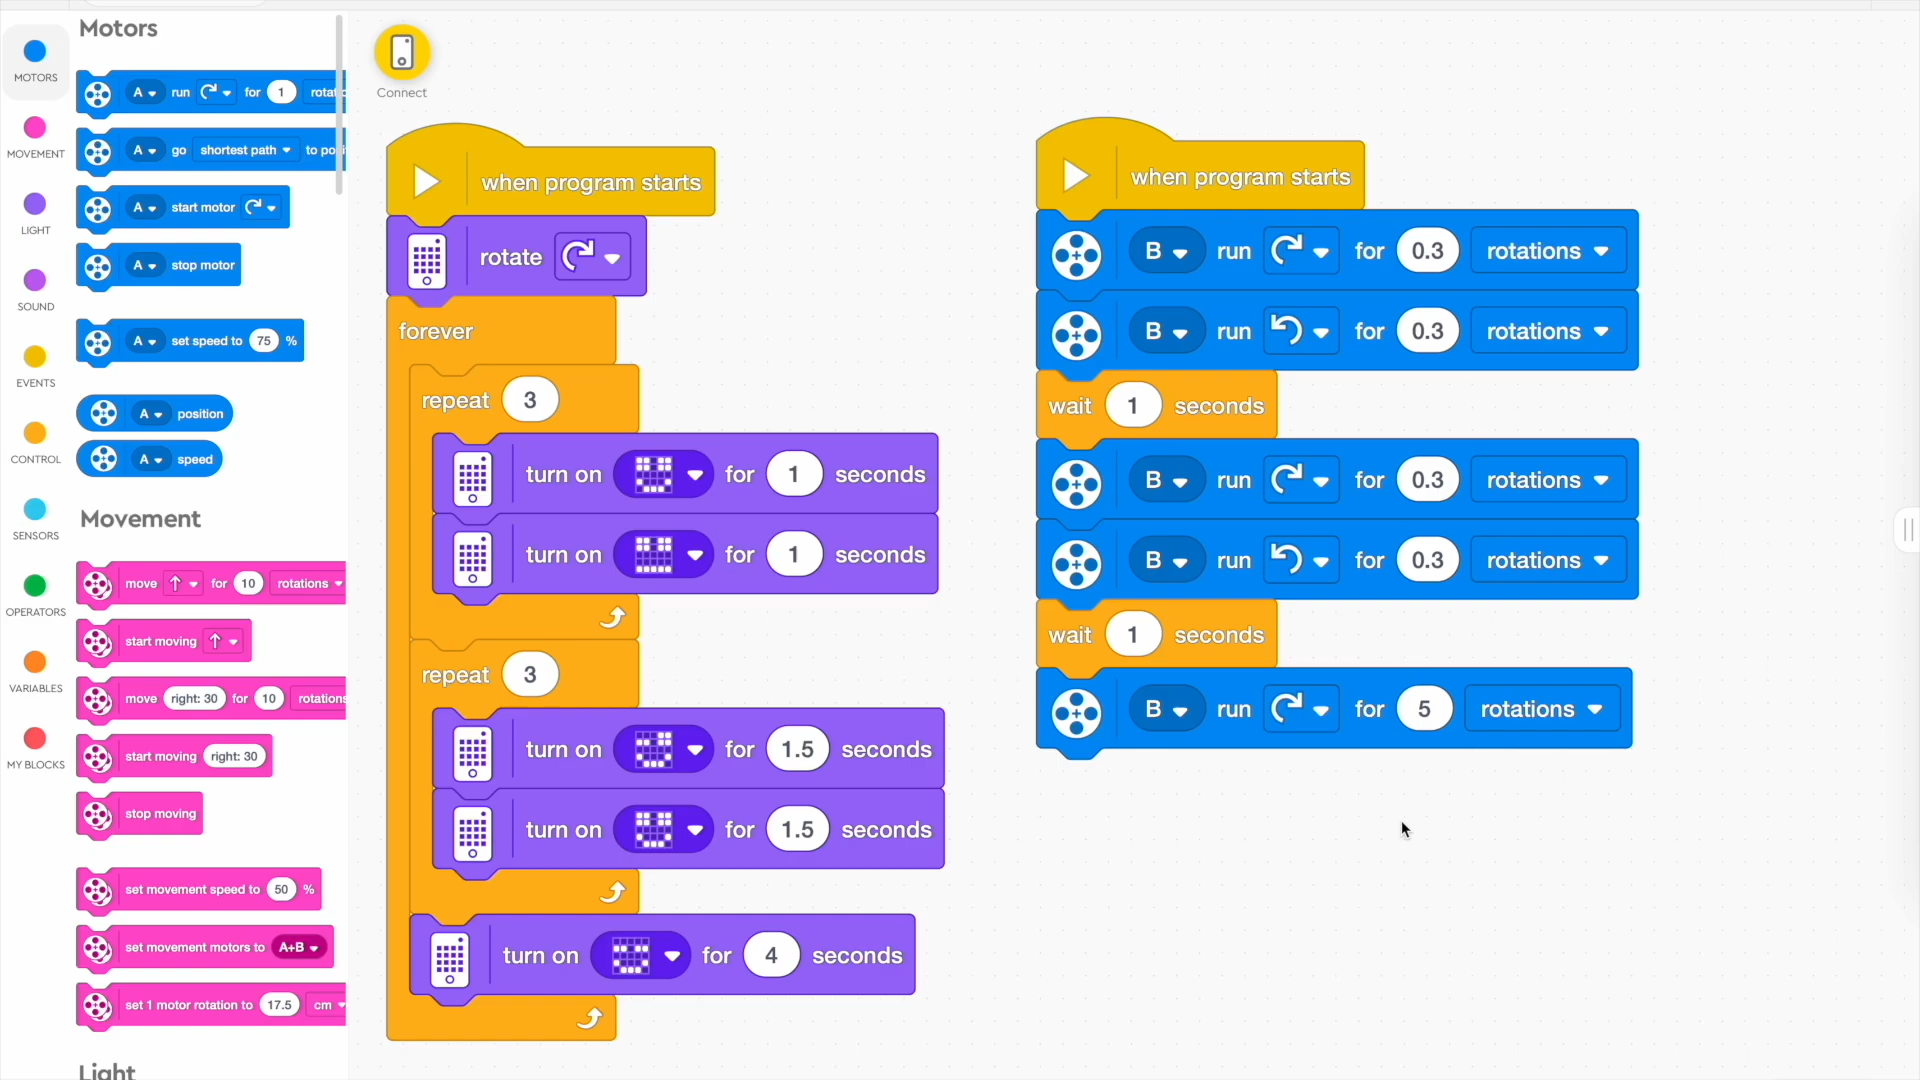 Motors
MOTORS
MOVEMENT
LIGHT
SOUND
EVENTS
CONTROL
SENSORS
OPERATORS
VARIABLES
MY BLOCKS
A run for 1
A go shortest path to
A start motor
A stop motor
A set speed to 75 %
A position
A speed
Movement
move for 10 rotations
start moving
move right: 30 for 10 rotations
start moving right: 30
stop moving
set movement speed to 50 %
set movement motors to A+B
set 1 motor rotation to 17.5 cm
Light
Connect
when program starts
rotate
forever
repeat 3
turn on for 1 seconds
turn on for 1 seconds
repeat 3
turn on for 1.5 seconds
turn on for 1.5 seconds
turn on for 4 seconds
when program starts
B run for 0.3 rotations
B run for 0.3 rotations
wait 1 seconds
B run for 0.3 rotations
B run for 0.3 rotations
wait 1 seconds
B run for 5 rotations